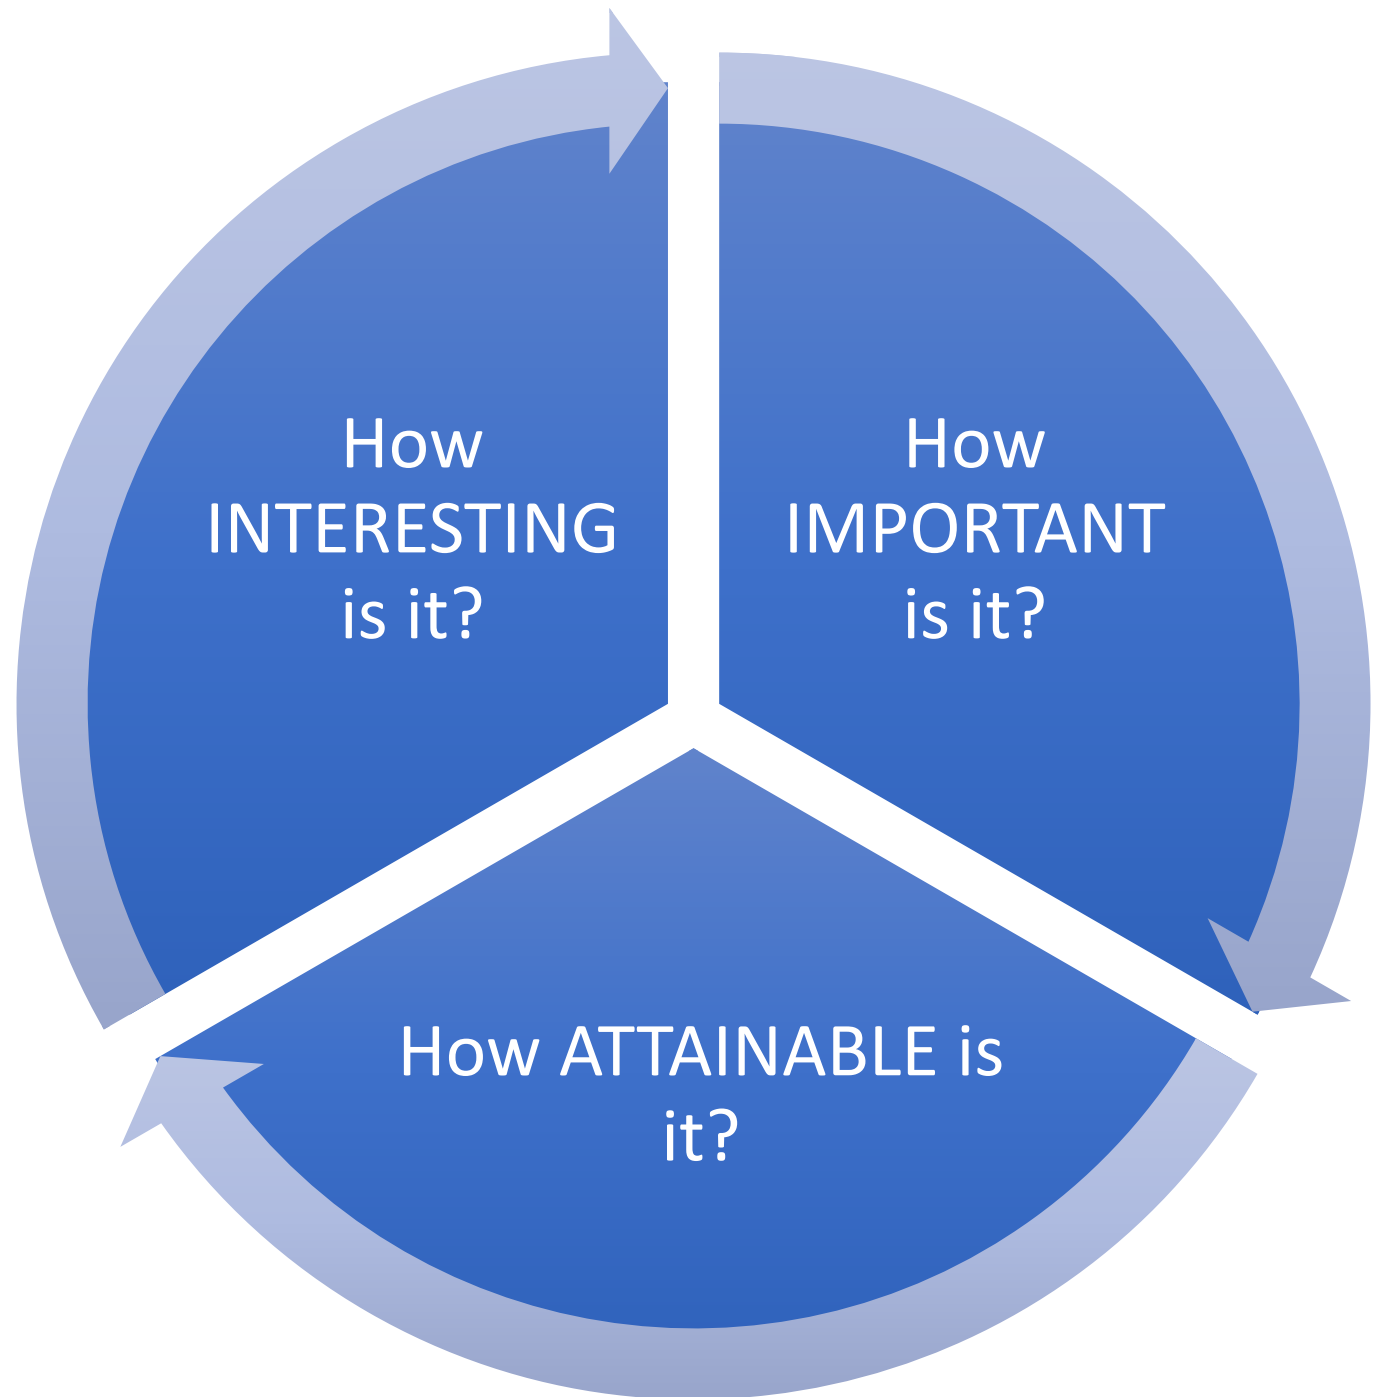 How
INTERESTING
is it?
How
IMPORTANT
is it?
How ATTAINABLE is
it?